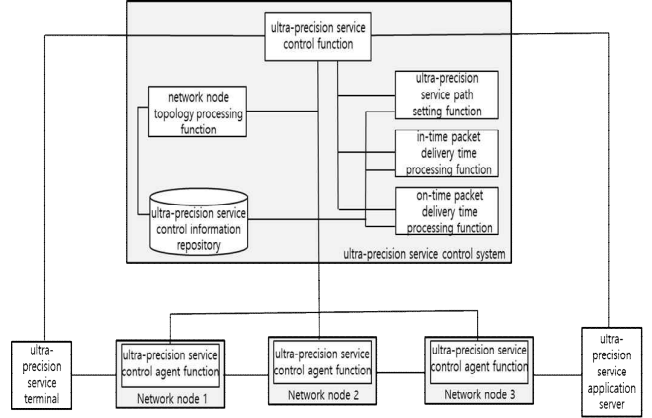 ultra-precision service
control function
network node
topology processing
function
ultra-precision
service path
setting function
in-time packet
delivery time
processing function
ultra-precision service
control information
repository
on-time packet
delivery time
processing function
ultra-precision service control system
ultra-
precision
service
terminal
ultra-precision service
control agent function
Network node 1
ultra-precision service
control agent function
Network node 2
ultra-precision service
control agent function
Network node 3
ultra-
precision
service
application
server